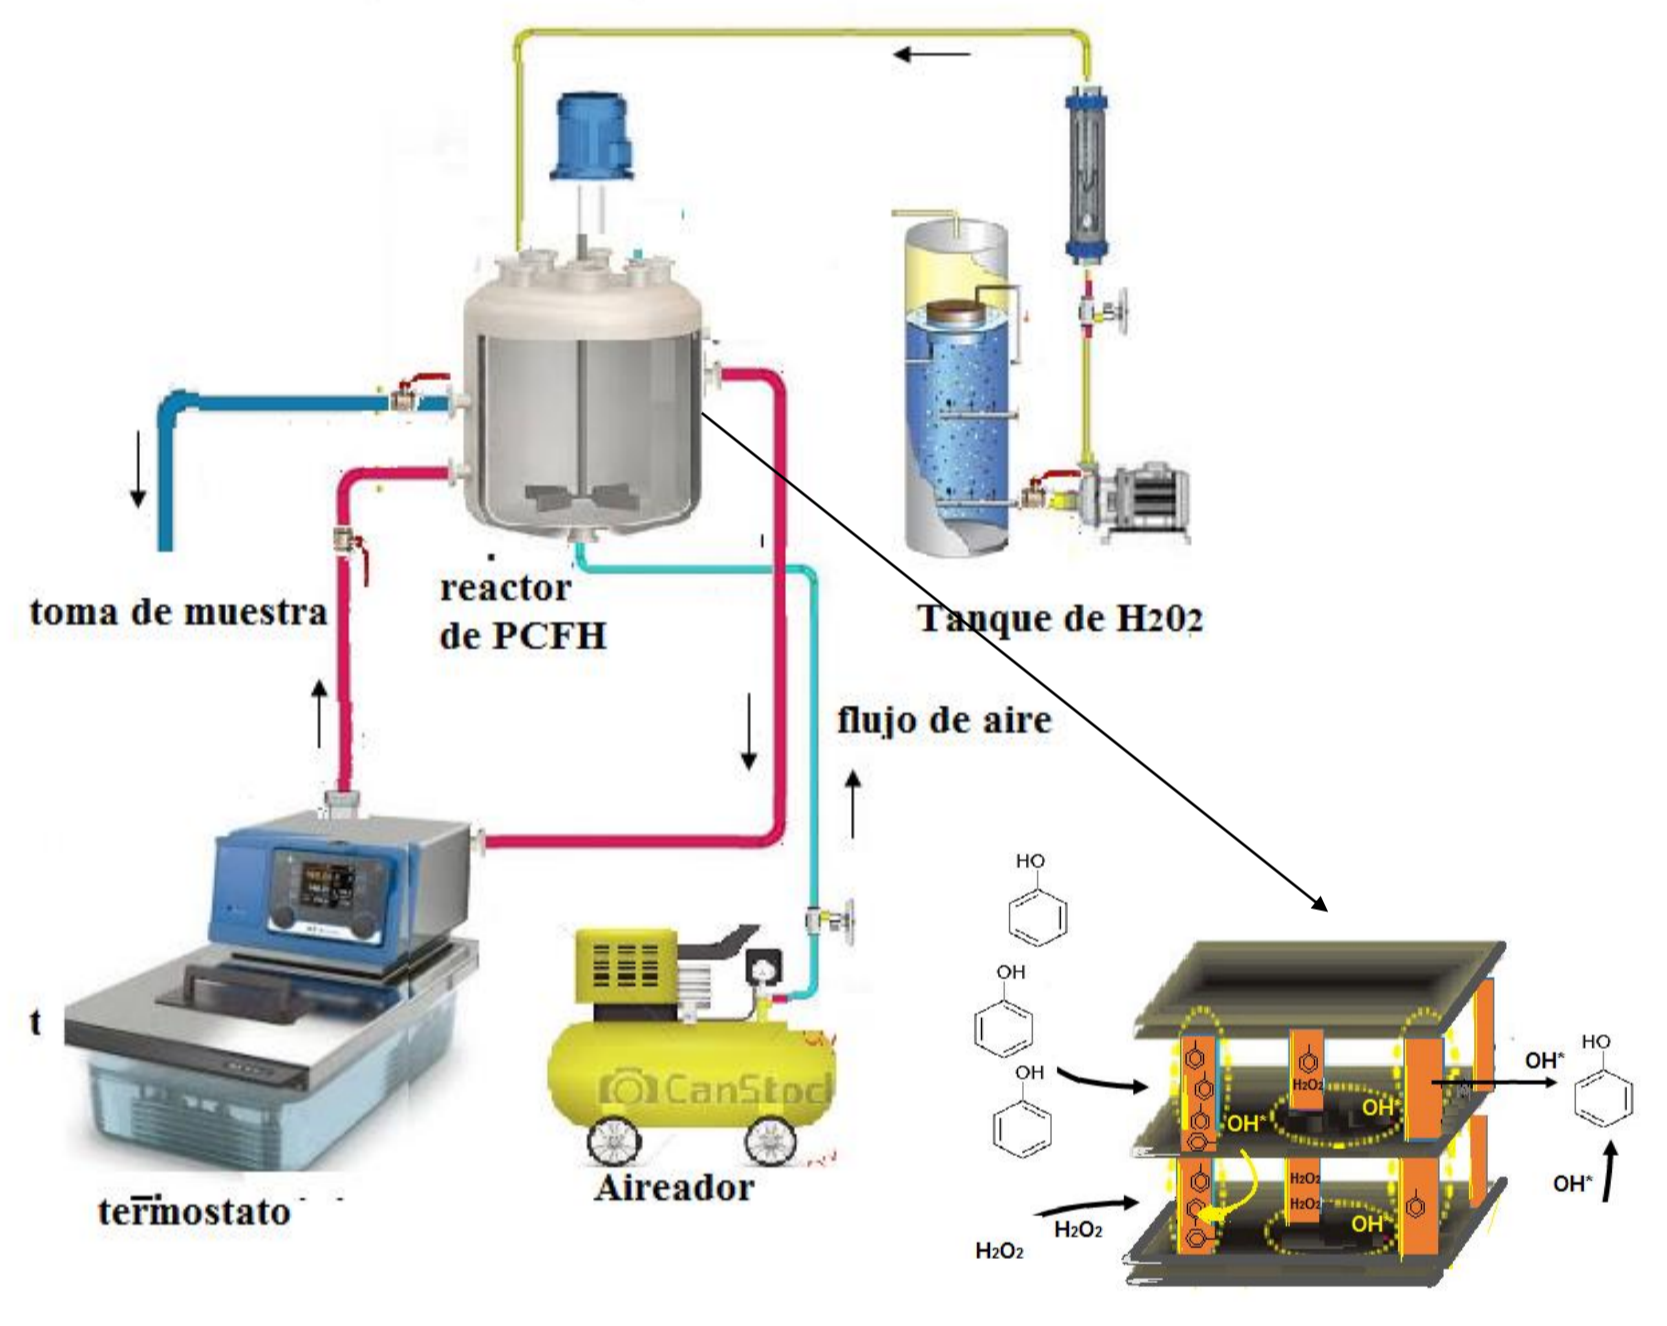 toma de muestra
reactor
de PCFH
Tanque de H202
flujo de aire
t
termostato
Aireador
CanStock
HO
OH
OH
H2O2
H2O2
OH*
H2O2
OH
OH*
HO
OH*
H2O2
H2O2
OH